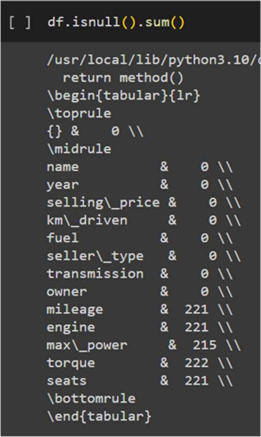 [ ] df.isnull().sum()
/usr/local/lib/python3.10/
return method()
\begin{tabular}{lr}
\toprule
{} & 0 \\
\midrule
name & 0 \\
year & 0 \\
selling\_price & 0 \\
km\_driven & 0 \\
fuel & 0 \\
seller\_type & 0 \\
transmission & 0 \\
owner & 0 \\
mileage & 221 \\
engine & 221 \\
max\_power & 215 \\
torque & 222 \\
seats & 221 \\
\bottomrule
\end{tabular}